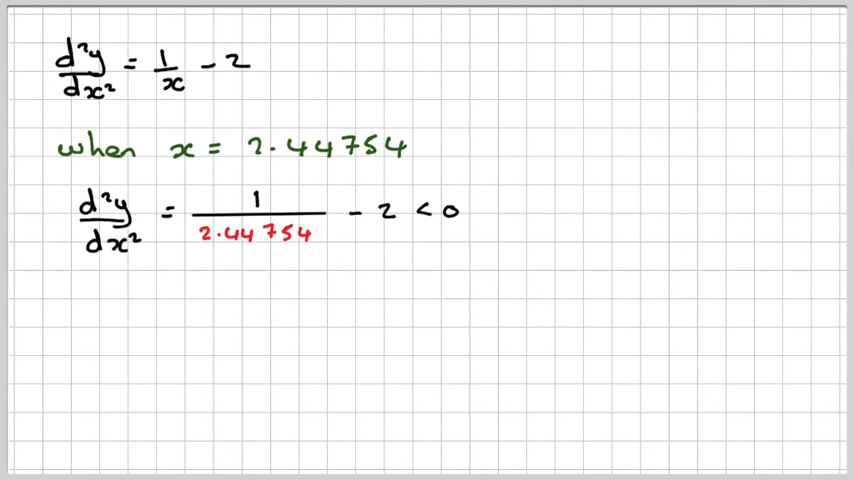 d²y/dx² = 1/x - 2
when x = 2.44754
d²y/dx² = 1/2.44754 - 2 < 0